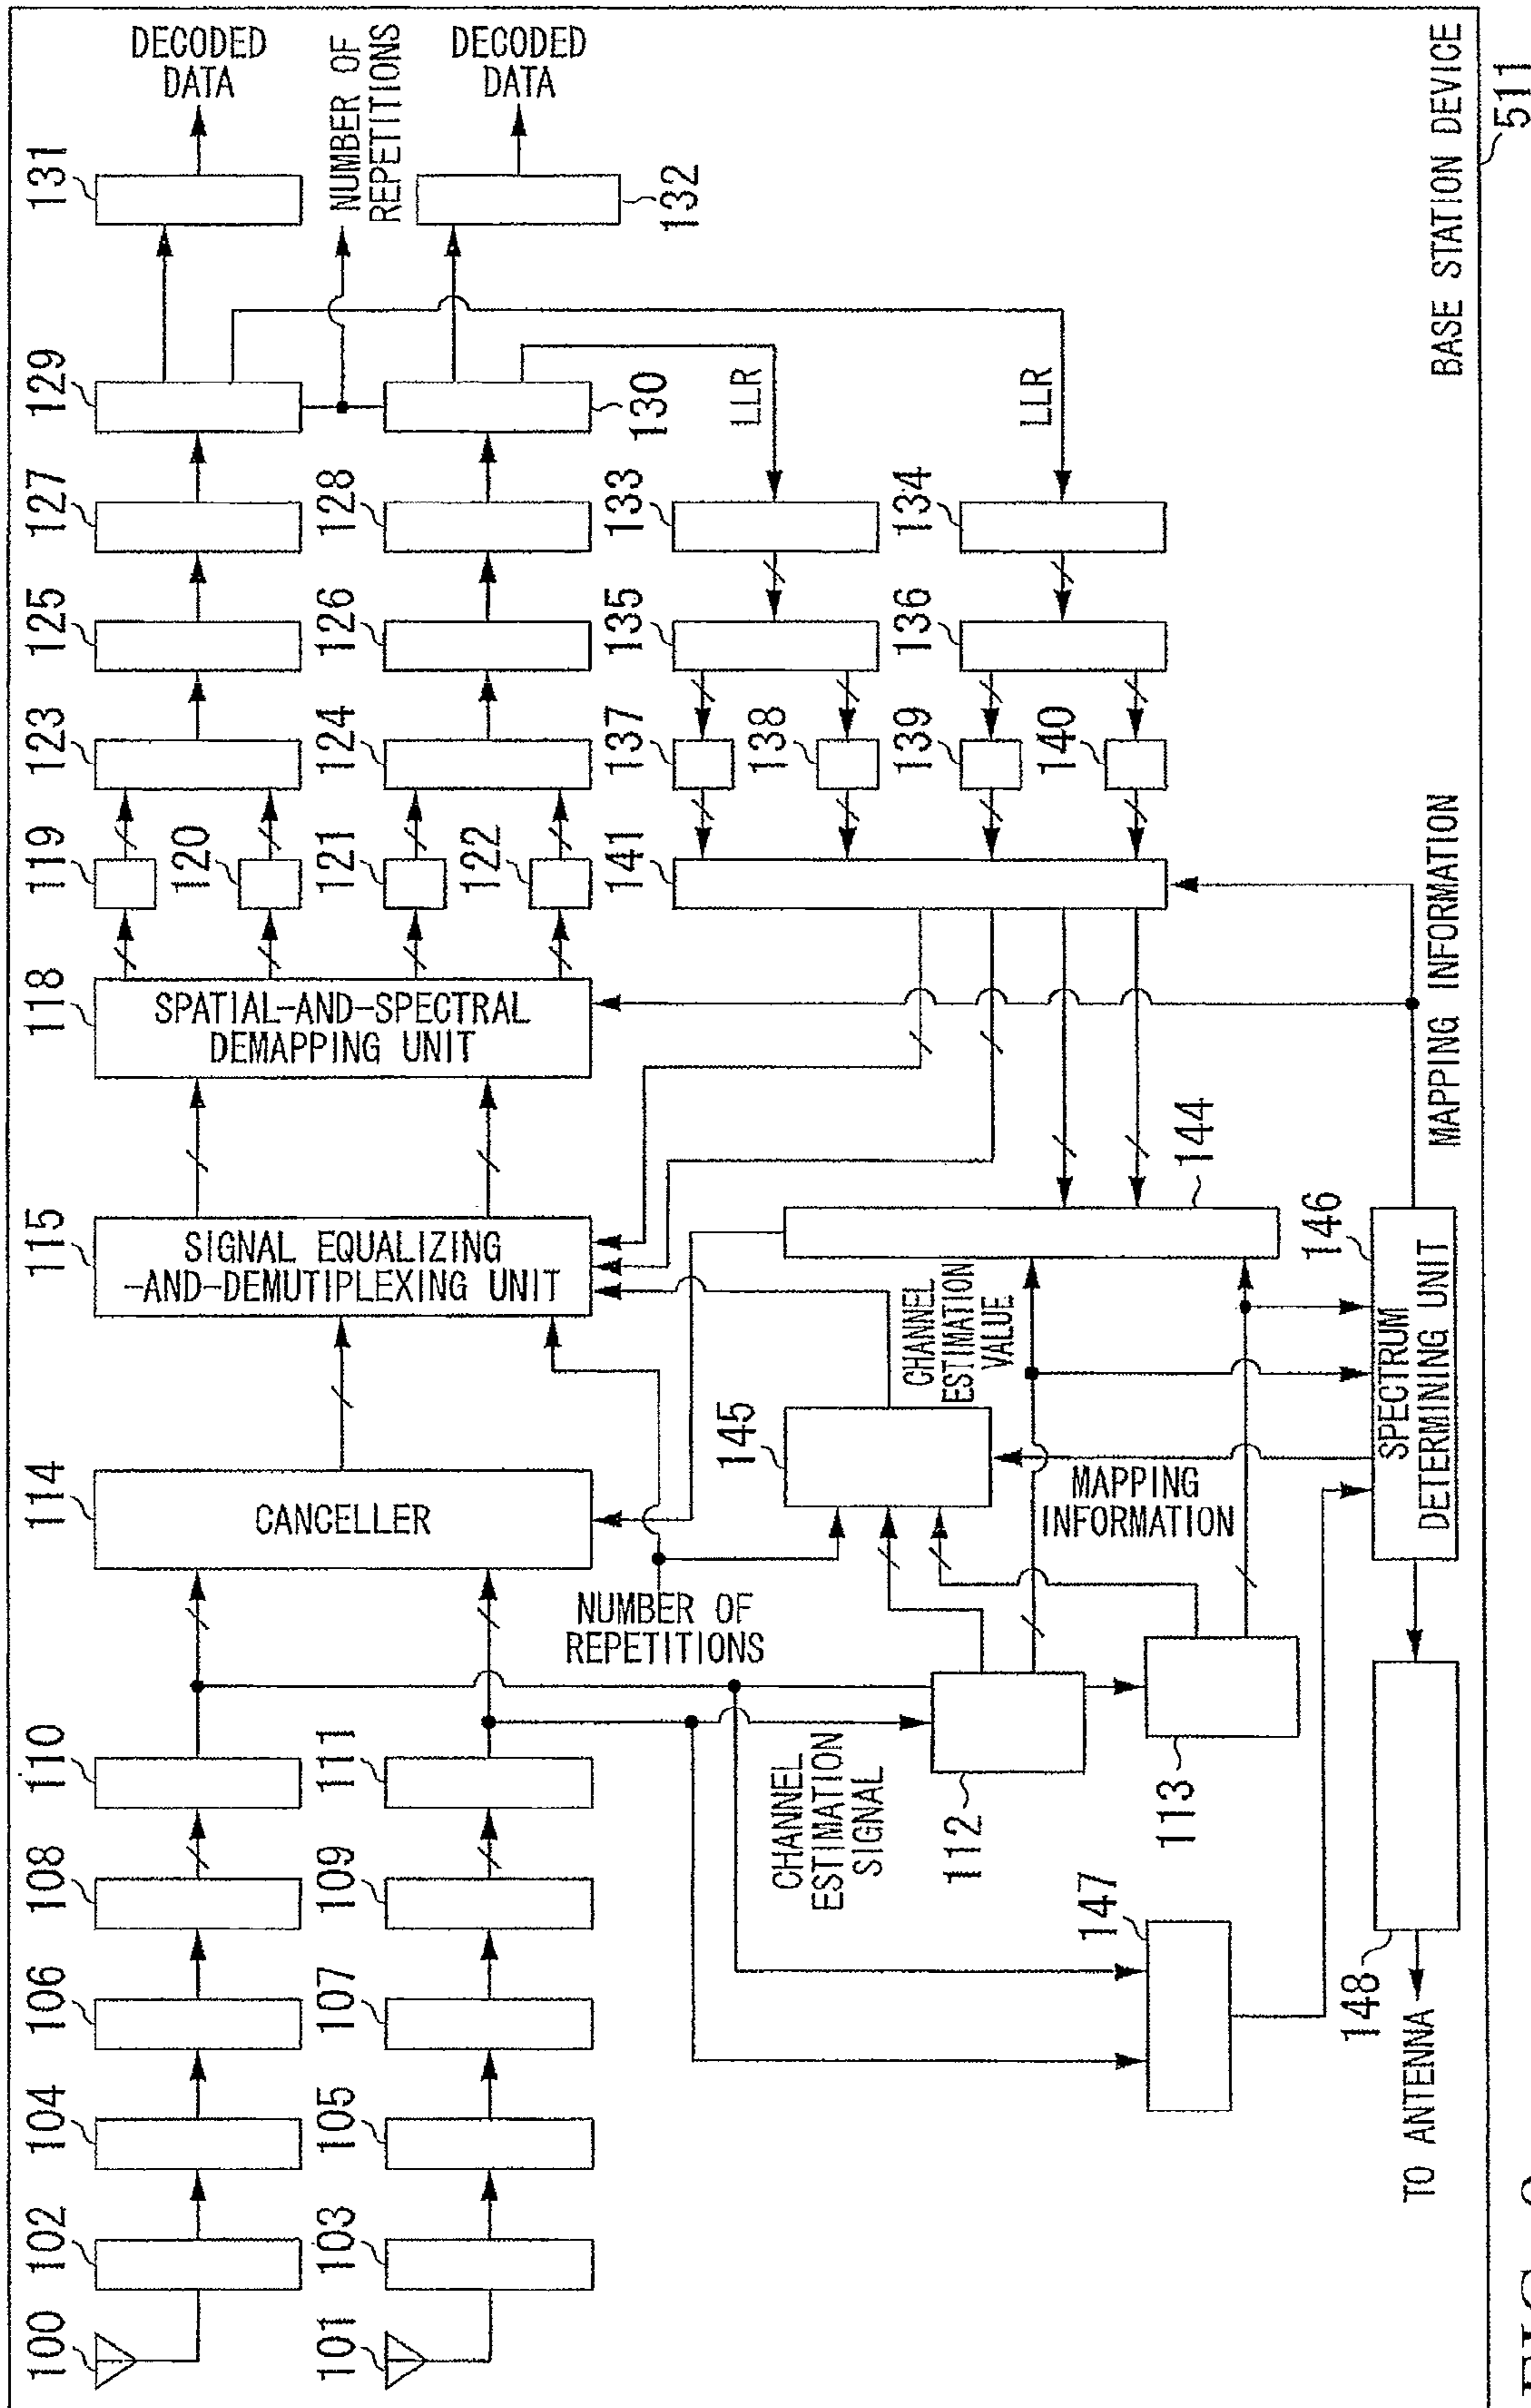 100
102
104
106
108
110
114
115
118
119
123
125
127
129
131
DECODED
DATA
120
101
103
105
107
109
111
CANCELLER
SIGNAL EQUALIZING
-AND-DEMUTIPLEXING UNIT
SPATIAL-AND-SPECTRAL
DEMAPPING UNIT
121
122
124
126
128
130
NUMBER OF
REPETITIONS
132
DECODED
DATA
NUMBER OF
REPETITIONS
141
137
138
135
133
LLR
139
140
136
134
LLR
CHANNEL
ESTIMATION
SIGNAL
112
145
CHANNEL
ESTIMATION
VALUE
144
MAPPING
INFORMATION
147
113
146
SPECTRUM
DETERMINING UNIT
MAPPING INFORMATION
148
TO ANTENNA
BASE STATION DEVICE
511